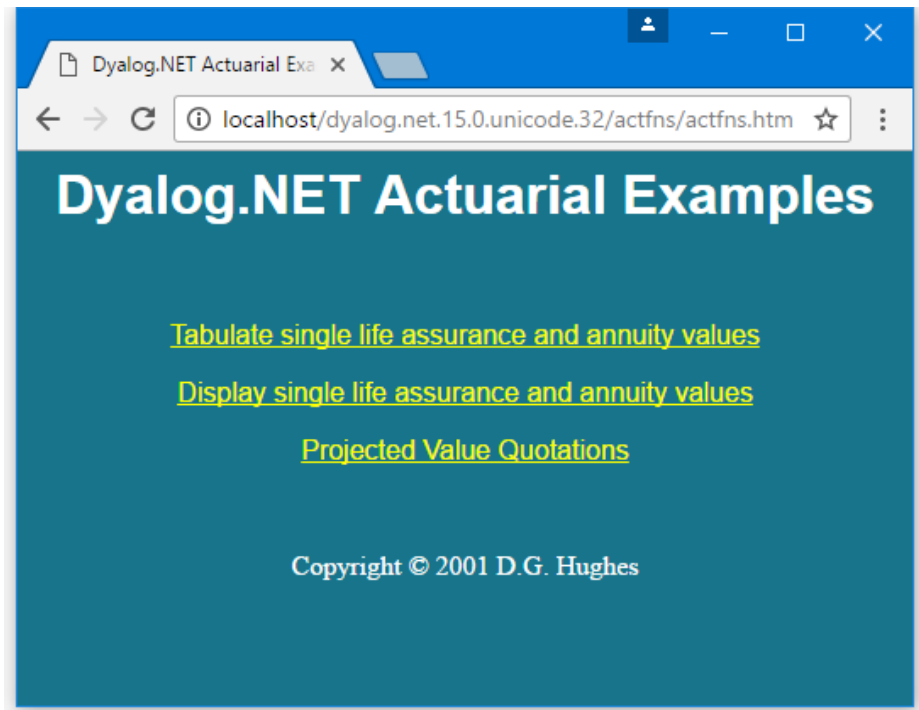 Dyalog.NET Actuarial Exa
localhost/dyalog.net.15.0.unicode.32/actfns/actfns.htm
Dyalog.NET Actuarial Examples
Tabulate single life assurance and annuity values
Display single life assurance and annuity values
Projected Value Quotations
Copyright © 2001 D.G. Hughes